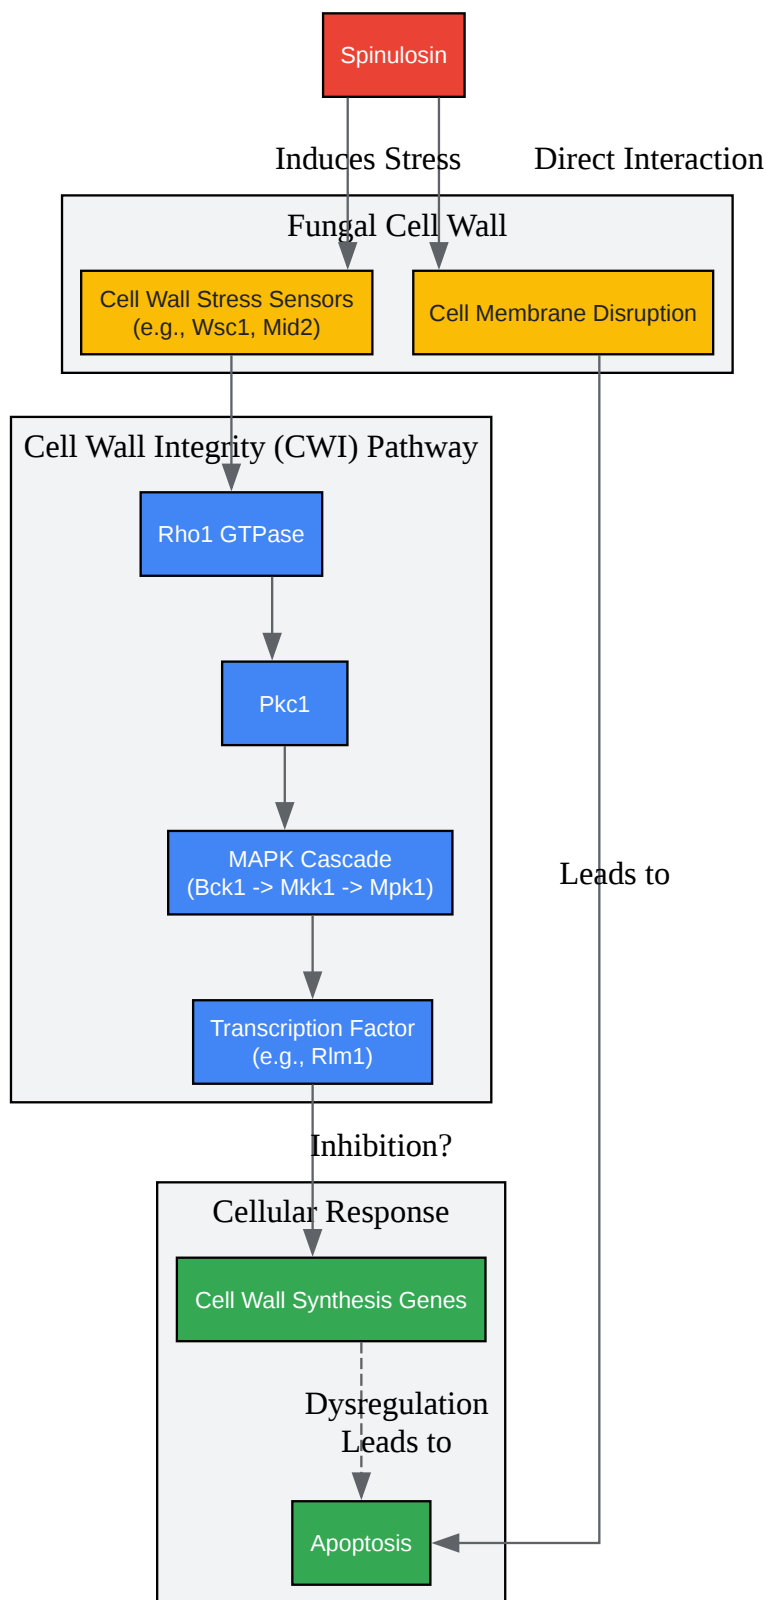 Spinulosin
Induces Stress
Direct Interaction
Fungal Cell Wall
Cell Wall Stress Sensors
(e.g., Wsc1, Mid2)
Cell Membrane Disruption
Cell Wall Integrity (CWI) Pathway
Rho1 GTPase
Pkc1
MAPK Cascade
(Bck1 -> Mkk1 -> Mpk1)
Leads to
Transcription Factor
(e.g., Rlm1)
Inhibition?
Cellular Response
Cell Wall Synthesis Genes
Dysregulation
Leads to
Apoptosis